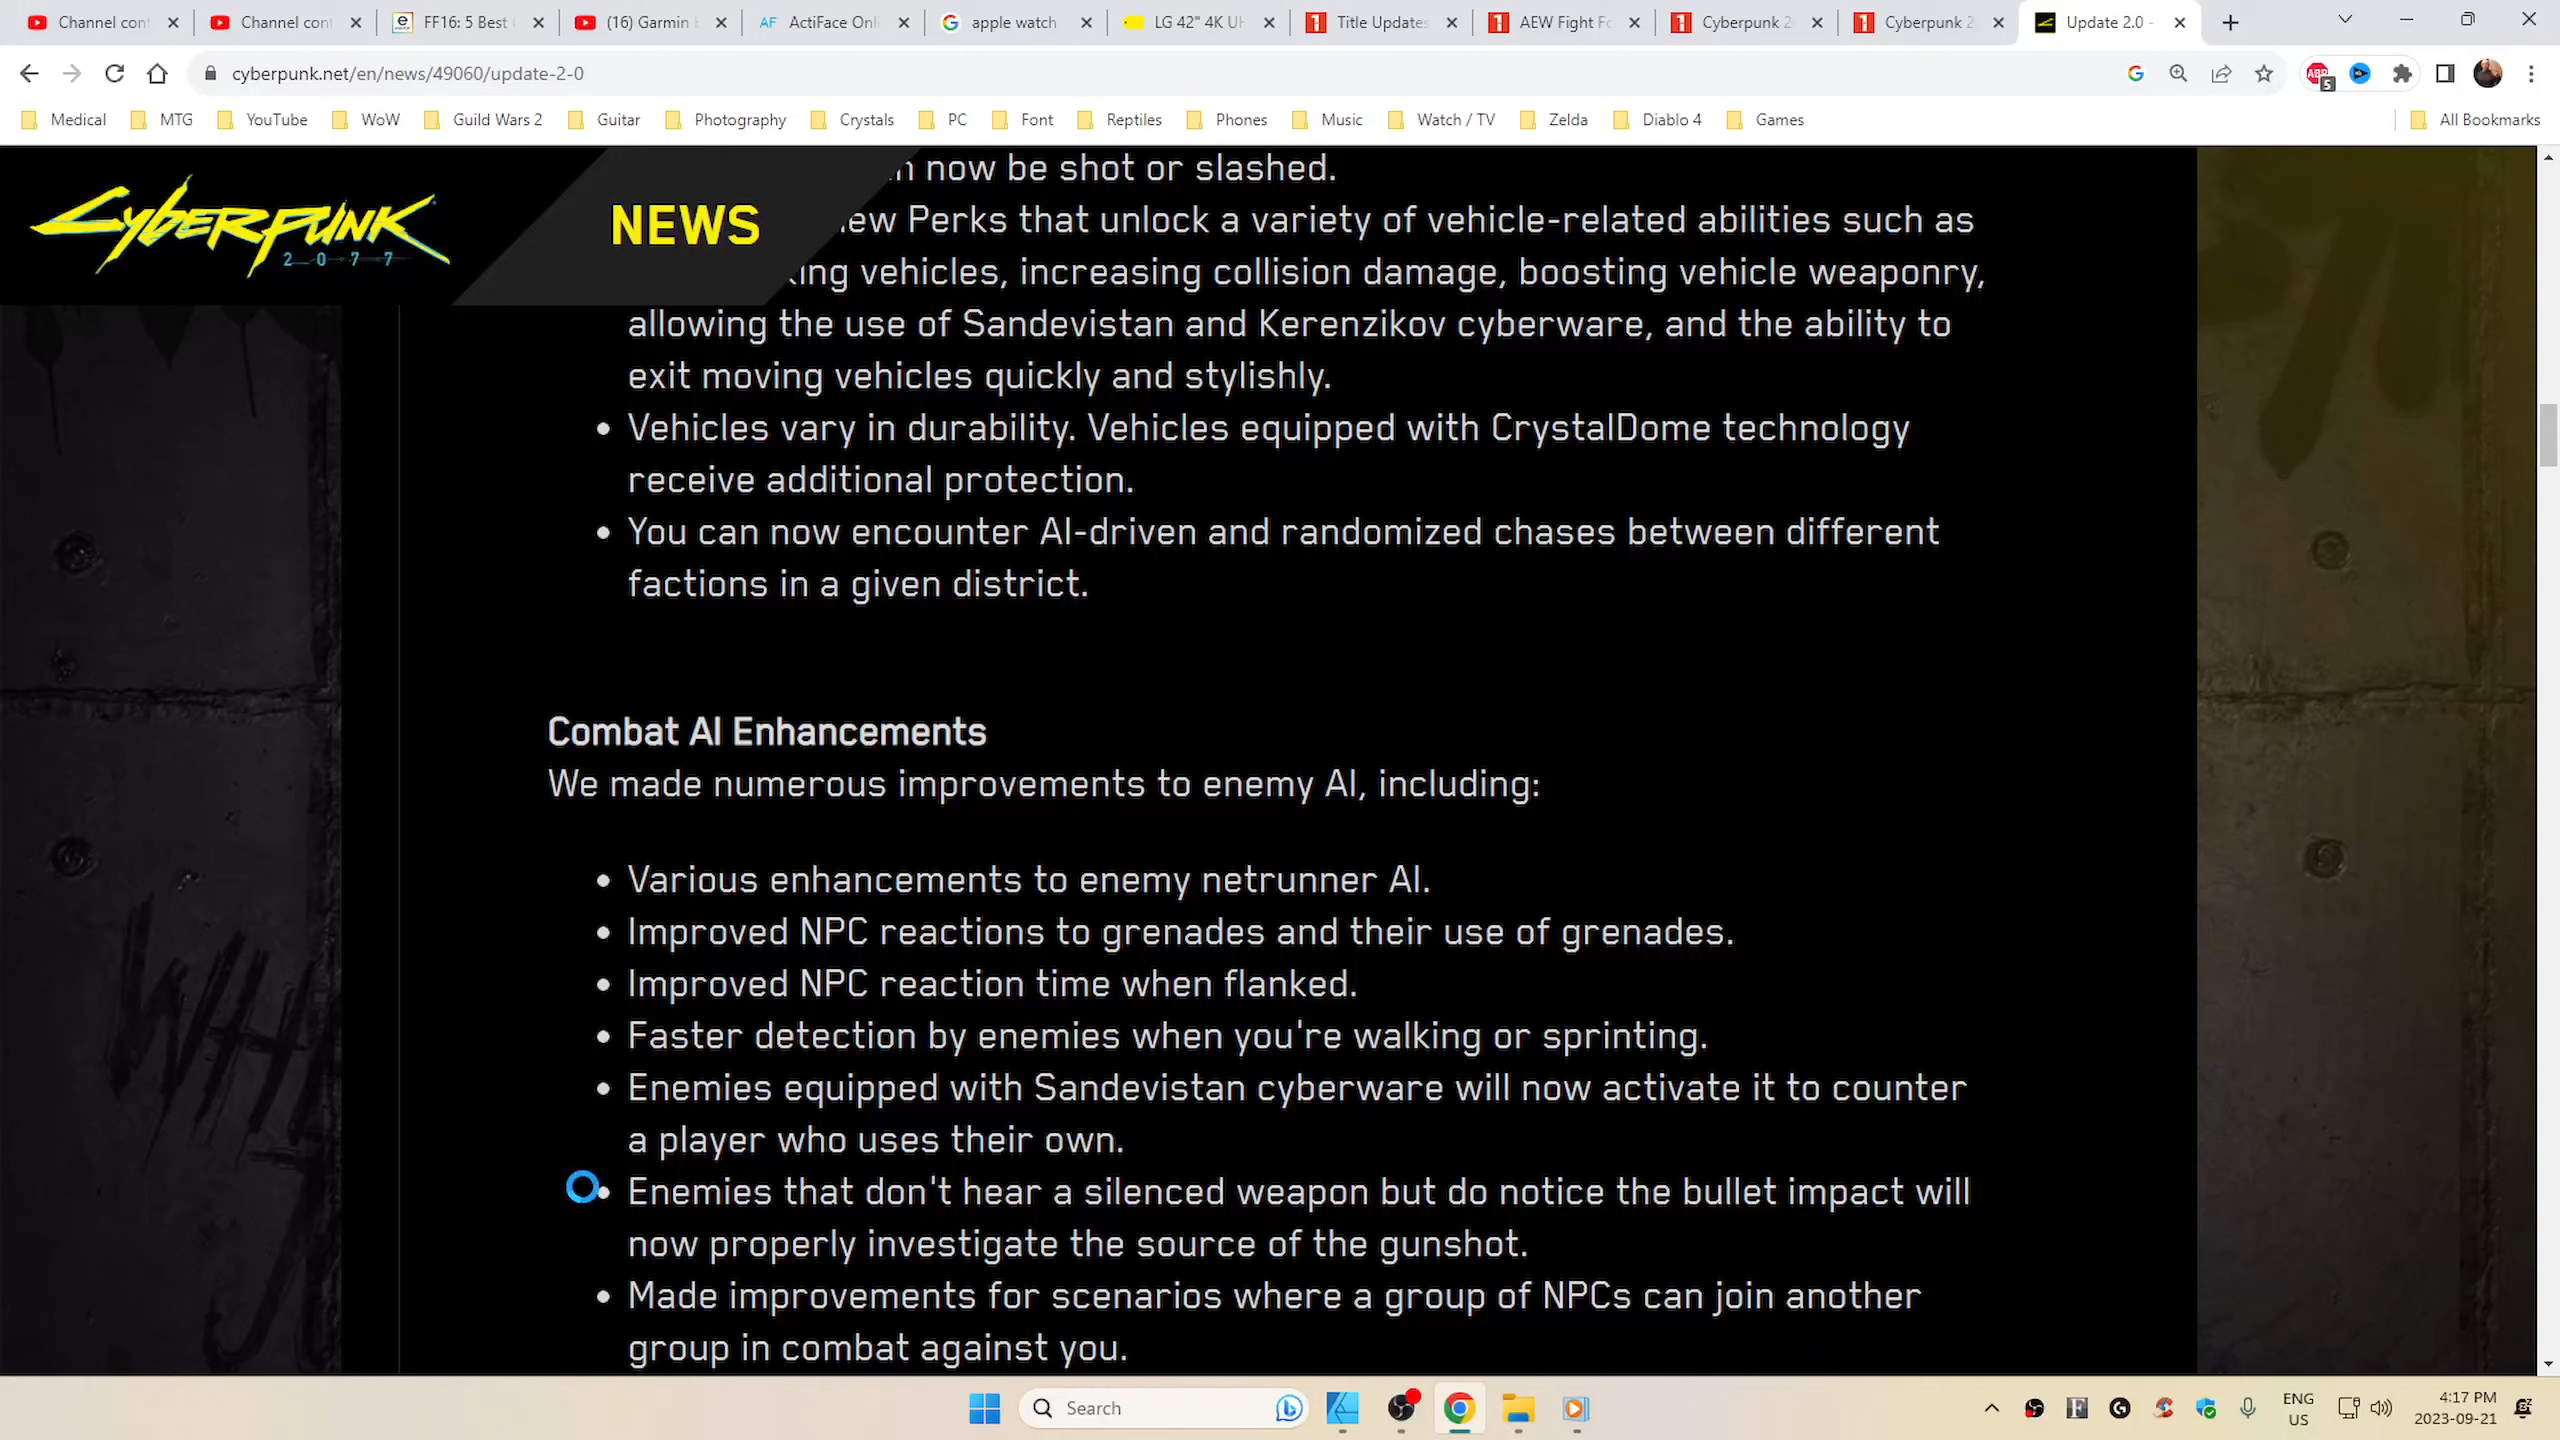 Channel con
Channel con
FF16: 5 Best
(16) Garmin
ActiFace Onl
apple watch
LG 42" 4K UH
Title Updates
AEW Fight Fo
Cyberpunk 2
Cyberpunk 2
Update 2.0 -
cyberpunk.net/en/news/49060/update-2-0
ABP
5
Medical
MTG
YouTube
WoW
Guild Wars 2
Guitar
Photography
Crystals
PC
Font
Reptiles
Phones
Music
Watch / TV
Zelda
Diablo 4
Games
All Bookmarks
CYBERPUNK
2077
NEWS
now be shot or slashed.
Perks that unlock a variety of vehicle-related abilities such as
vehicles, increasing collision damage, boosting vehicle weaponry,
allowing the use of Sandevistan and Kerenzikov cyberware, and the ability to
exit moving vehicles quickly and stylishly.
• Vehicles vary in durability. Vehicles equipped with CrystalDome technology
receive additional protection.
• You can now encounter AI-driven and randomized chases between different
factions in a given district.
Combat AI Enhancements
We made numerous improvements to enemy AI, including:
• Various enhancements to enemy netrunner AI.
• Improved NPC reactions to grenades and their use of grenades.
• Improved NPC reaction time when flanked.
• Faster detection by enemies when you're walking or sprinting.
• Enemies equipped with Sandevistan cyberware will now activate it to counter
a player who uses their own.
• Enemies that don't hear a silenced weapon but do notice the bullet impact will
now properly investigate the source of the gunshot.
• Made improvements for scenarios where a group of NPCs can join another
group in combat against you.
Search
ENG
US
4:17 PM
2023-09-21